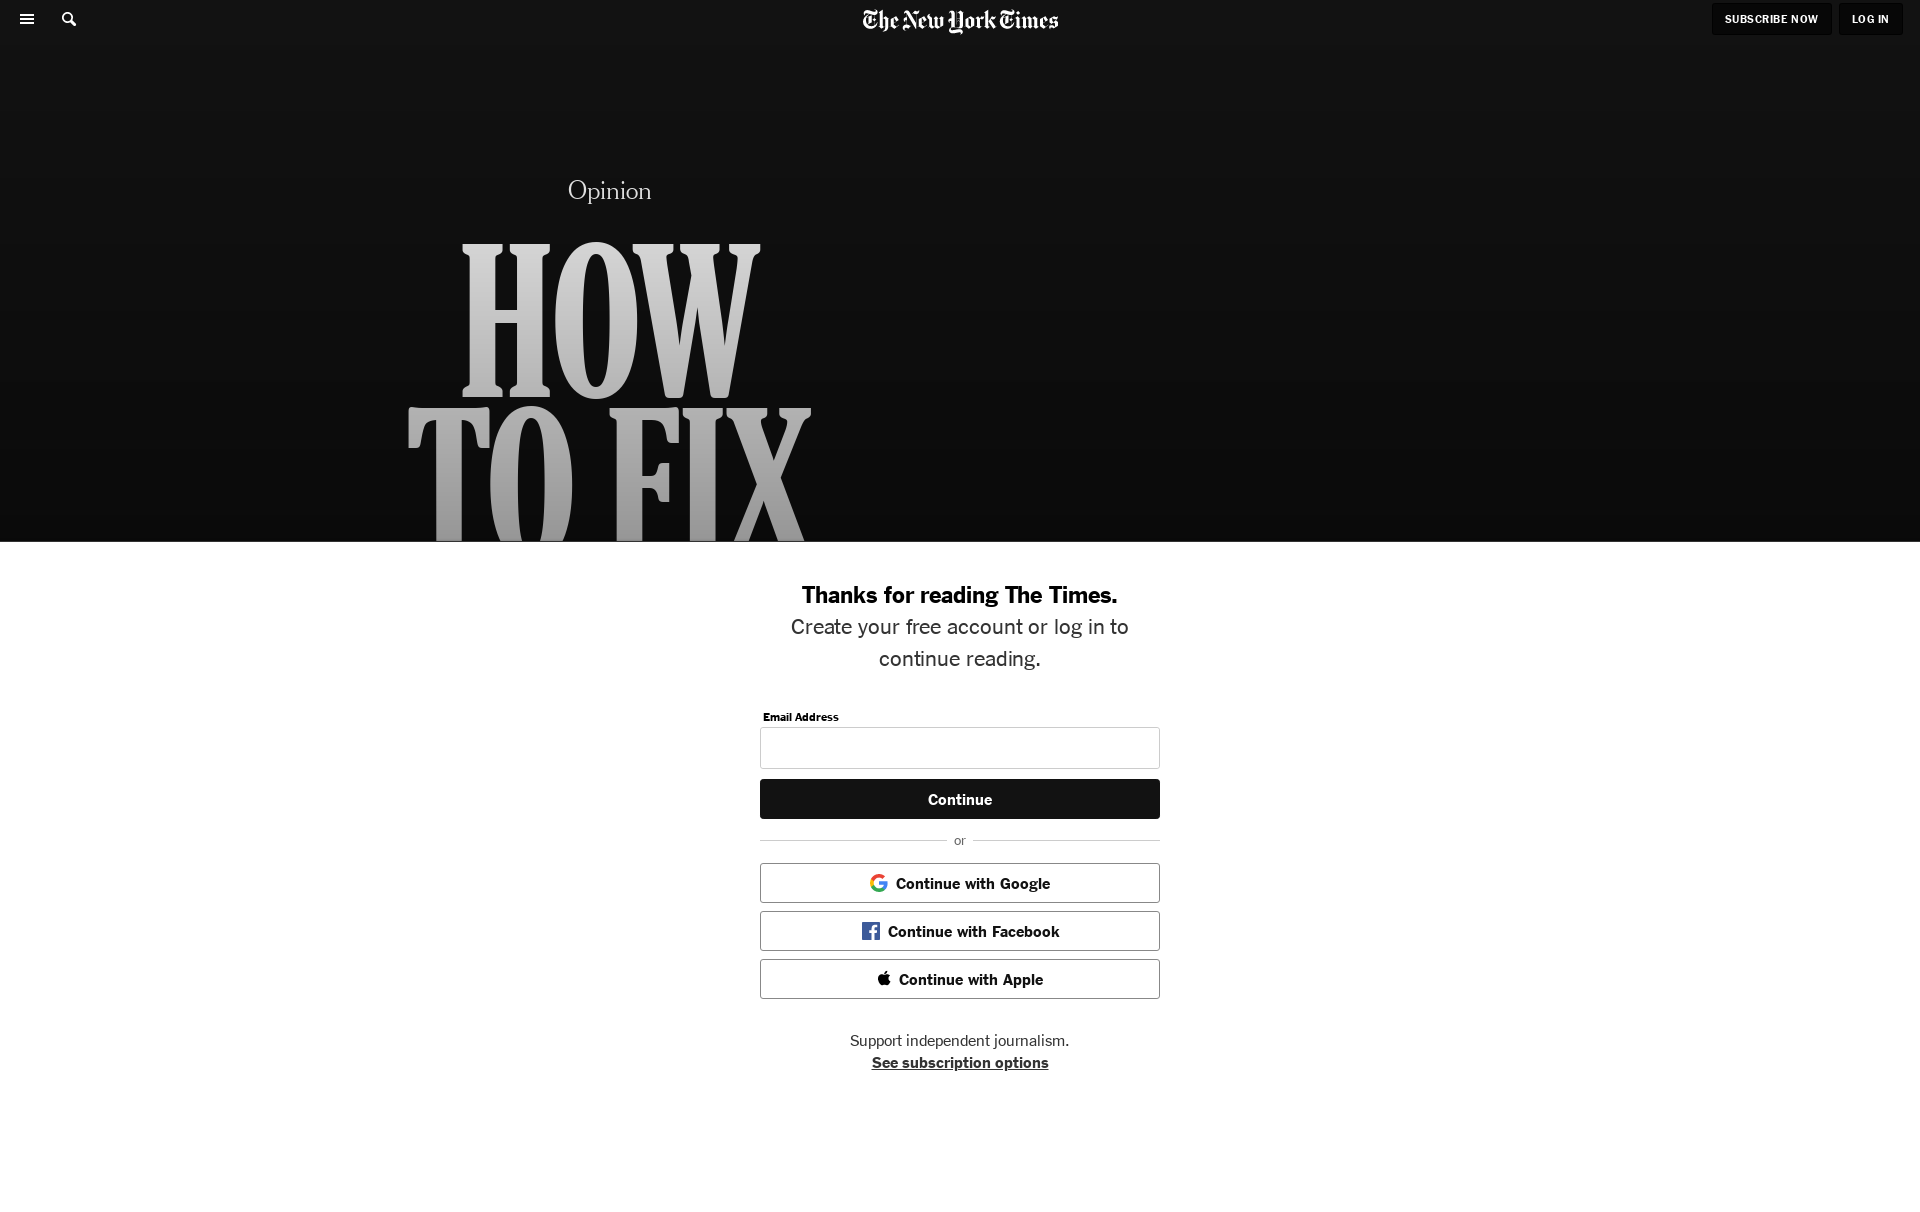 The New York Times
SUBSCRIBE NOW
LOG IN
Opinion
HOW
TO FIX
Thanks for reading The Times.
Create your free account or log in to
continue reading.
Email Address
Continue
or
Continue with Google
Continue with Facebook
Continue with Apple
Support independent journalism.
See subscription options